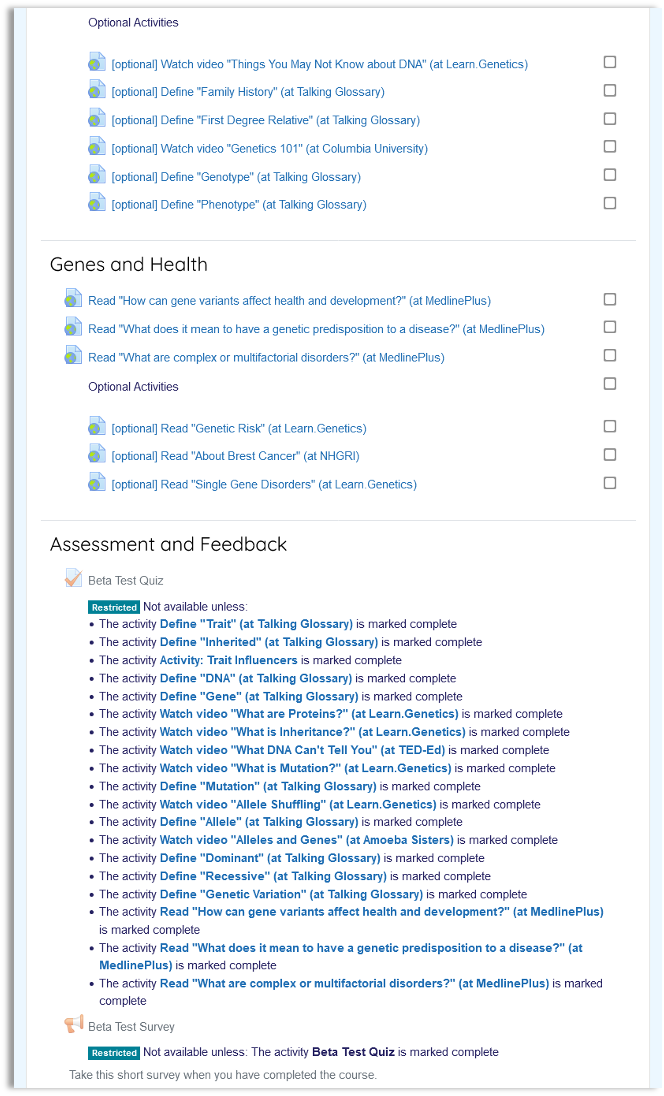 Optional Activities
[optional] Watch video "Things You May Not Know about DNA" (at Learn.Genetics)
[optional] Define "Family History" (at Talking Glossary)
[optional] Define "First Degree Relative" (at Talking Glossary)
[optional] Watch video "Genetics 101" (at Columbia University)
[optional] Define "Genotype" (at Talking Glossary)
[optional] Define "Phenotype" (at Talking Glossary)
Genes and Health
Read "How can gene variants affect health and development?" (at MedlinePlus)
Read "What does it mean to have a genetic predisposition to a disease?" (at MedlinePlus)
Read "What are complex or multifactorial disorders?" (at MedlinePlus)
Optional Activities
[optional] Read "Genetic Risk" (at Learn.Genetics)
[optional] Read "About Brest Cancer" (at NHGRI)
[optional] Read "Single Gene Disorders" (at Learn.Genetics)
Assessment and Feedback
Beta Test Quiz
Restricted Not available unless:
• The activity Define "Trait" (at Talking Glossary) is marked complete
• The activity Define "Inherited" (at Talking Glossary) is marked complete
• The activity Activity: Trait Influencers is marked complete
• The activity Define "DNA" (at Talking Glossary) is marked complete
• The activity Define "Gene" (at Talking Glossary) is marked complete
• The activity Watch video "What are Proteins?" (at Learn.Genetics) is marked complete
• The activity Watch video "What is Inheritance?" (at Learn.Genetics) is marked complete
• The activity Watch video "What DNA Can't Tell You" (at TED-Ed) is marked complete
• The activity Watch video "What is Mutation?" (at Learn.Genetics) is marked complete
• The activity Define "Mutation" (at Talking Glossary) is marked complete
• The activity Watch video "Allele Shuffling" (at Learn.Genetics) is marked complete
• The activity Define "Allele" (at Talking Glossary) is marked complete
• The activity Watch video "Alleles and Genes" (at Amoeba Sisters) is marked complete
• The activity Define "Dominant" (at Talking Glossary) is marked complete
• The activity Define "Recessive" (at Talking Glossary) is marked complete
• The activity Define "Genetic Variation" (at Talking Glossary) is marked complete
• The activity Read "How can gene variants affect health and development?" (at MedlinePlus)
is marked complete
• The activity Read "What does it mean to have a genetic predisposition to a disease?" (at
MedlinePlus) is marked complete
• The activity Read "What are complex or multifactorial disorders?" (at MedlinePlus) is marked
complete
Beta Test Survey
Restricted Not available unless: The activity Beta Test Quiz is marked complete
Take this short survey when you have completed the course.